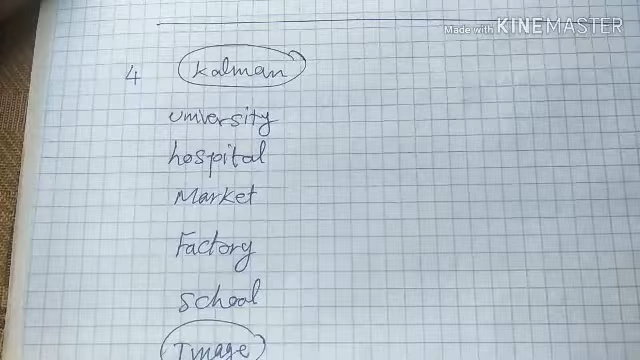 Made with KINEMASTER
4 Kalman
university
hospital
Market
Factory
school
Image